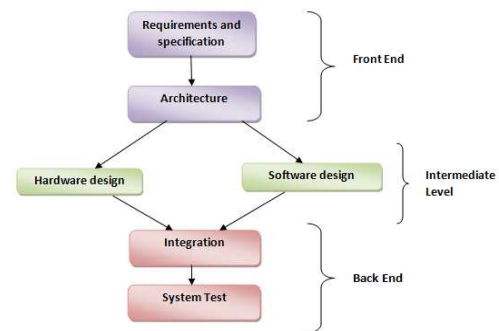 Requirements and
specification
Front End
Architecture
Hardware design
Software design
Intermediate
Level
Integration
Back End
System Test